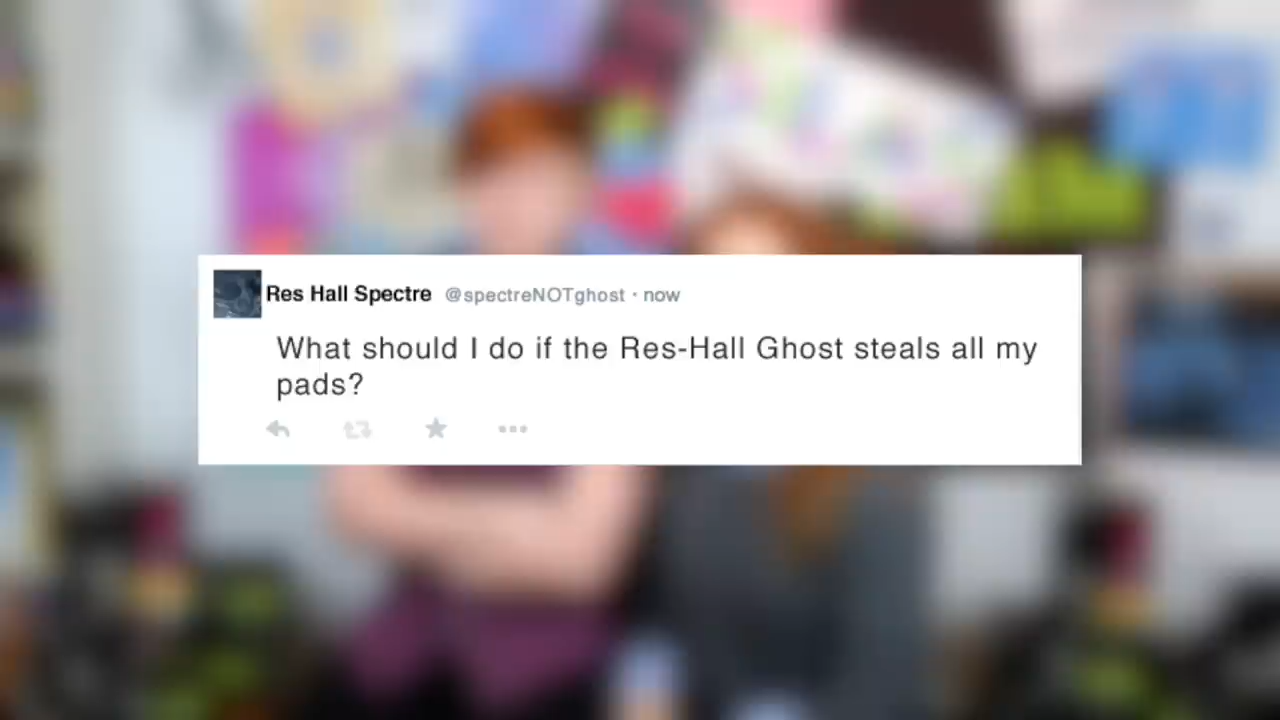 Res Hall Spectre @spectreNOTghost · now
What should I do if the Res-Hall Ghost steals all my
pads?